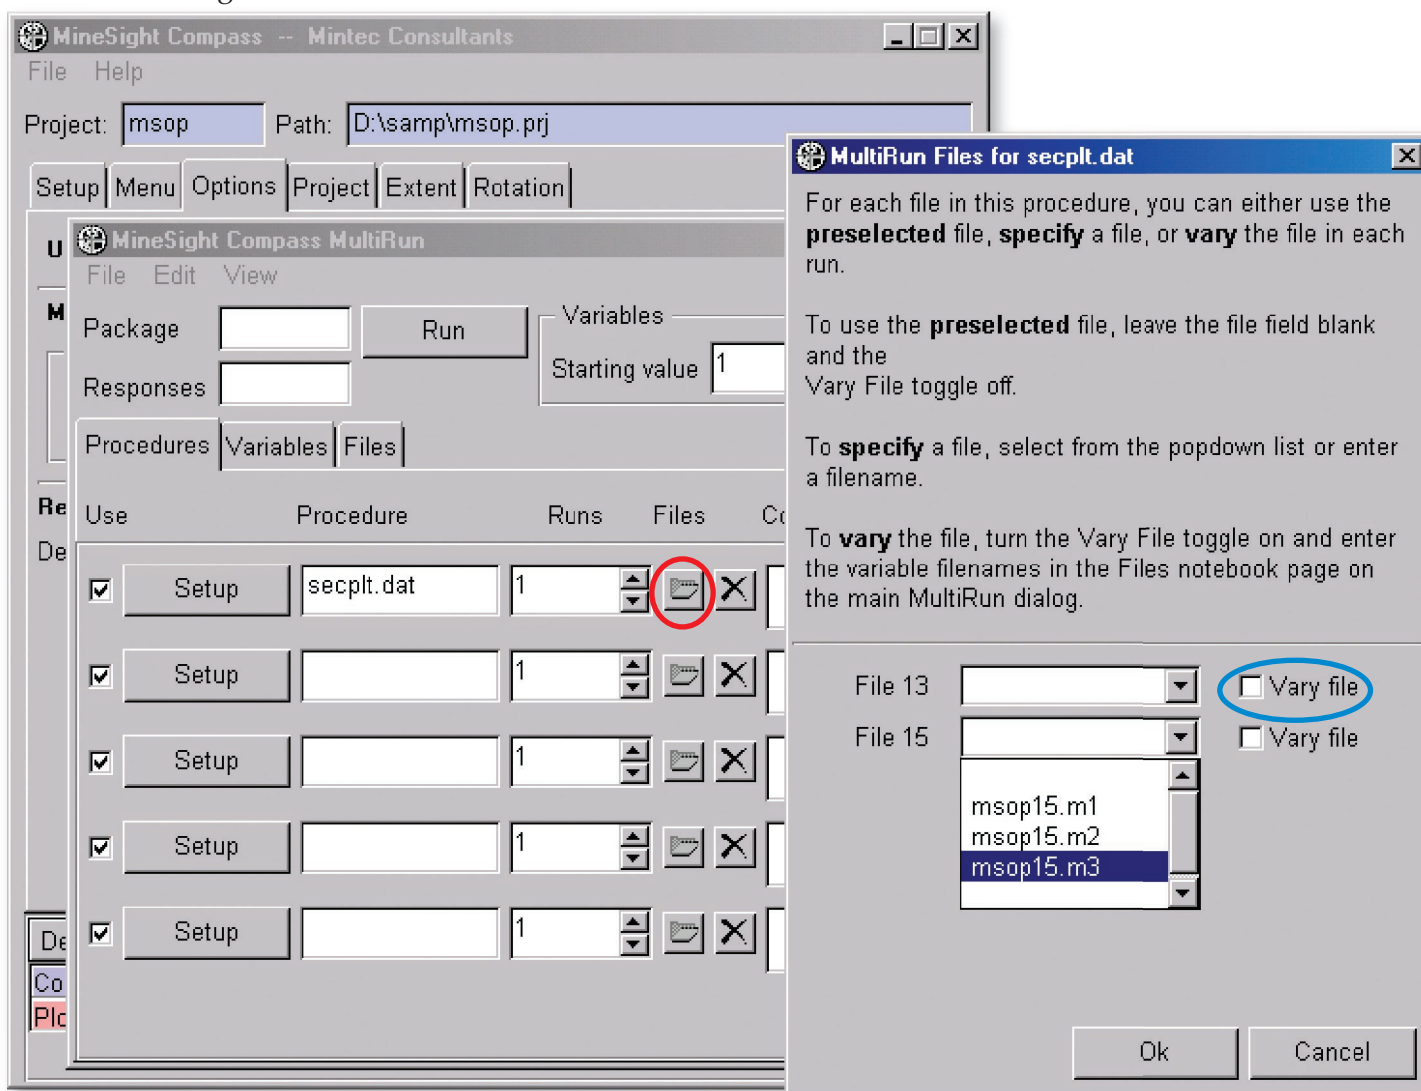 MineSight Compass -- Mintec Consultants
File Help
Project: msop Path: D:\samp\msop.prj
Setup Menu Options Project Extent Rotation
U
M
Re
De
De
Co
MineSight Compass MultiRun
File Edit View
Package Run Variables
Responses Starting value 1
Procedures Variables Files
Use Procedure Runs Files Co
Setup secplt.dat 1
Setup 1
Setup 1
Setup 1
Setup 1
MultiRun Files for secplt.dat
For each file in this procedure, you can either use the
preselected file, specify a file, or vary the file in each
run.
To use the preselected file, leave the file field blank
and the
Vary File toggle off.
To specify a file, select from the popdown list or enter
a filename.
To vary the file, turn the Vary File toggle on and enter
the variable filenames in the Files notebook page on
the main MultiRun dialog.
File 13 Vary file
File 15 Vary file
msop15.m1
msop15.m2
msop15.m3
Ok Cancel